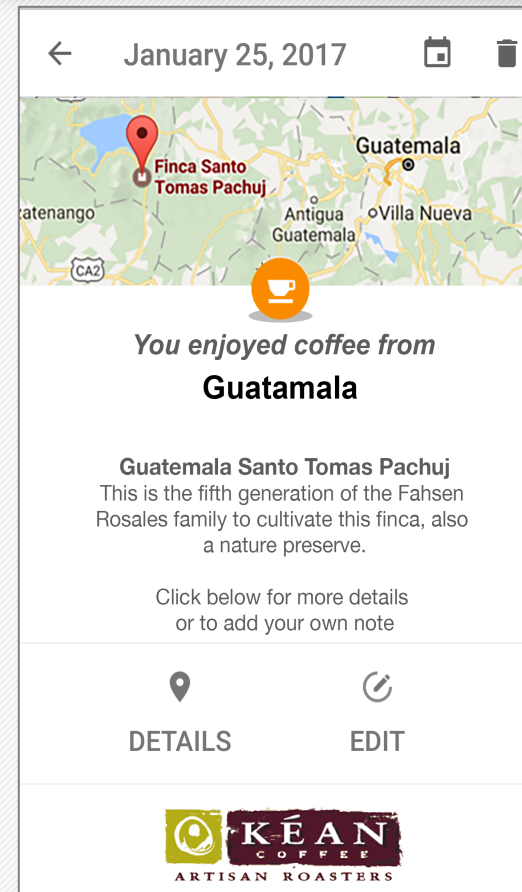 January 25, 2017
Guatemala
Finca Santo
Tomas Pachuj
atenango
Antigua
Guatemala
Villa Nueva
CA2
You enjoyed coffee from
Guatamala
Guatemala Santo Tomas Pachuj
This is the fifth generation of the Fahsen
Rosales family to cultivate this finca, also
a nature preserve.
Click below for more details
or to add your own note
DETAILS
EDIT
KÉAN
COFFEE
ARTISAN ROASTERS